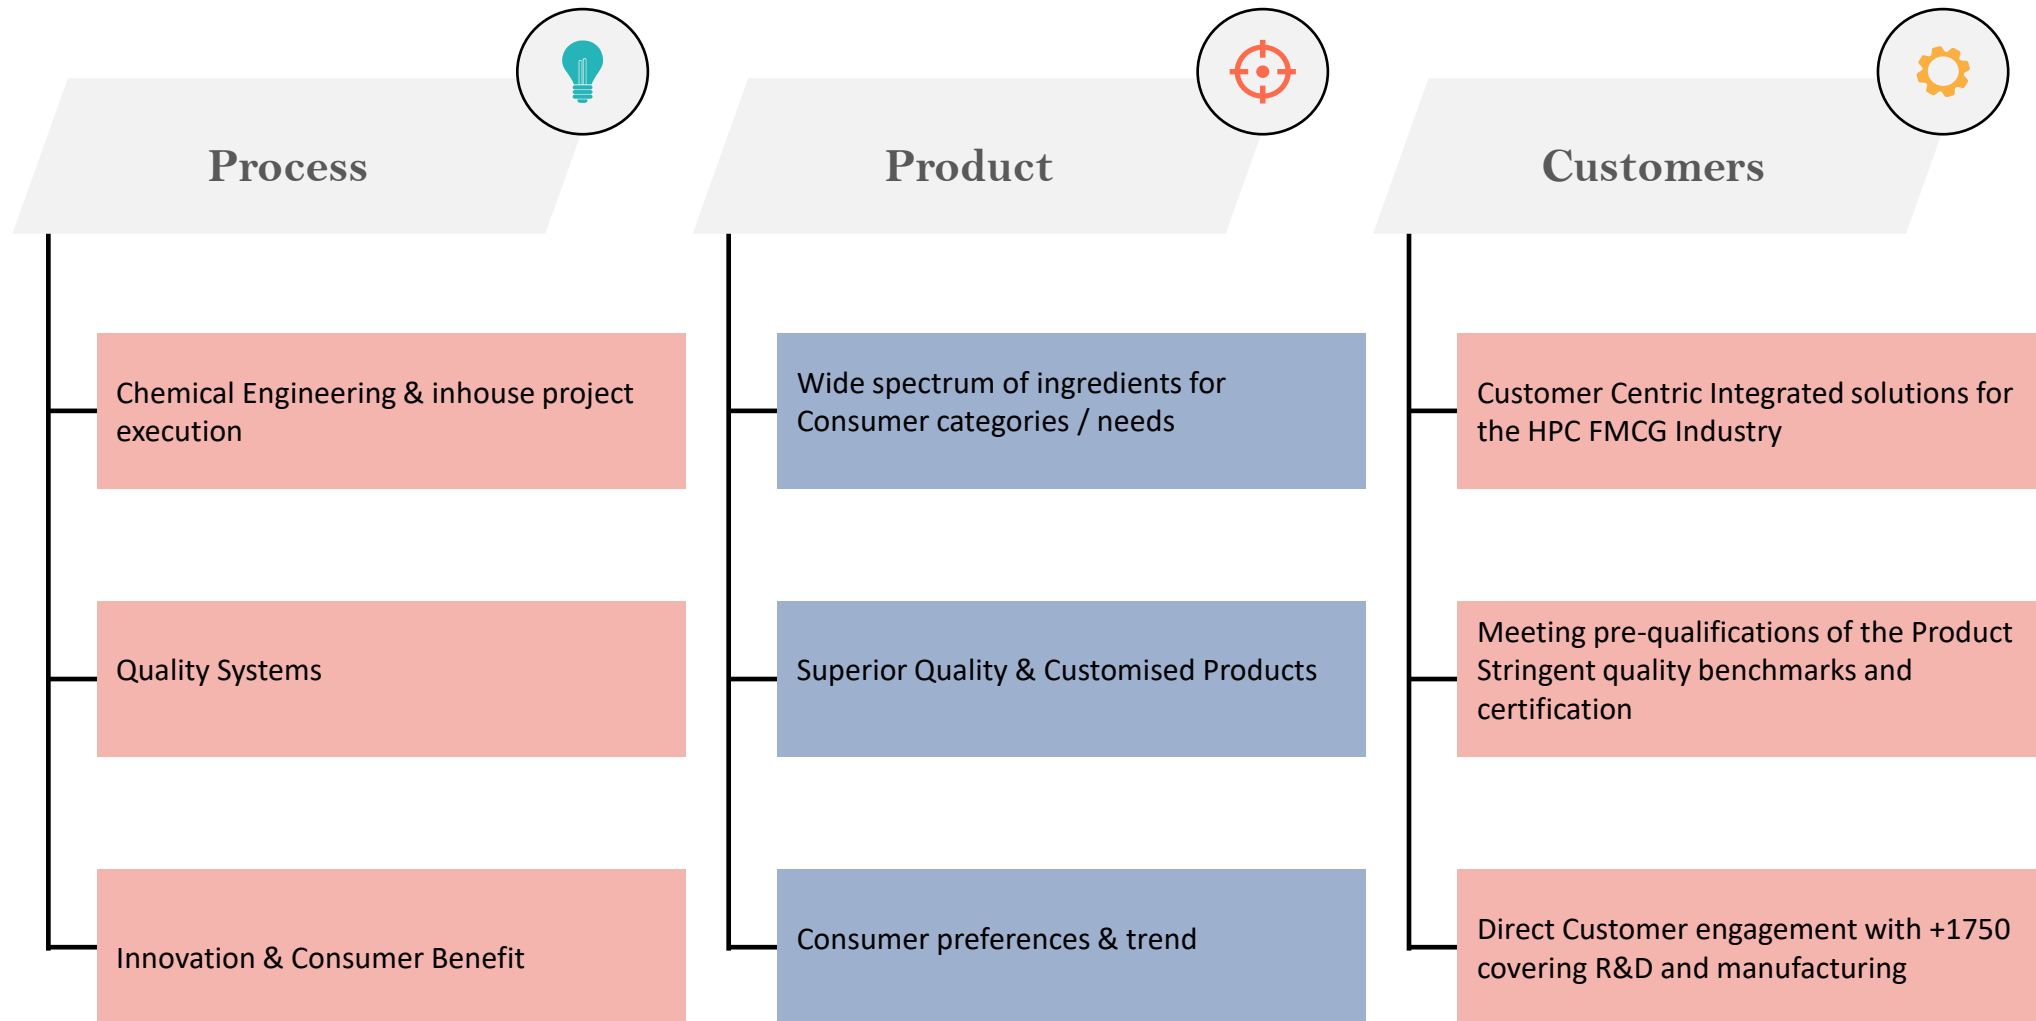 Process
Chemical Engineering & inhouse project
execution
Quality Systems
Innovation & Consumer Benefit
Product
Wide spectrum of ingredients for
Consumer categories / needs
Superior Quality & Customised Products
Consumer preferences & trend
Customers
Customer Centric Integrated solutions for
the HPC FMCG Industry
Meeting pre-qualifications of the Product
Stringent quality benchmarks and
certification
Direct Customer engagement with +1750
covering R&D and manufacturing